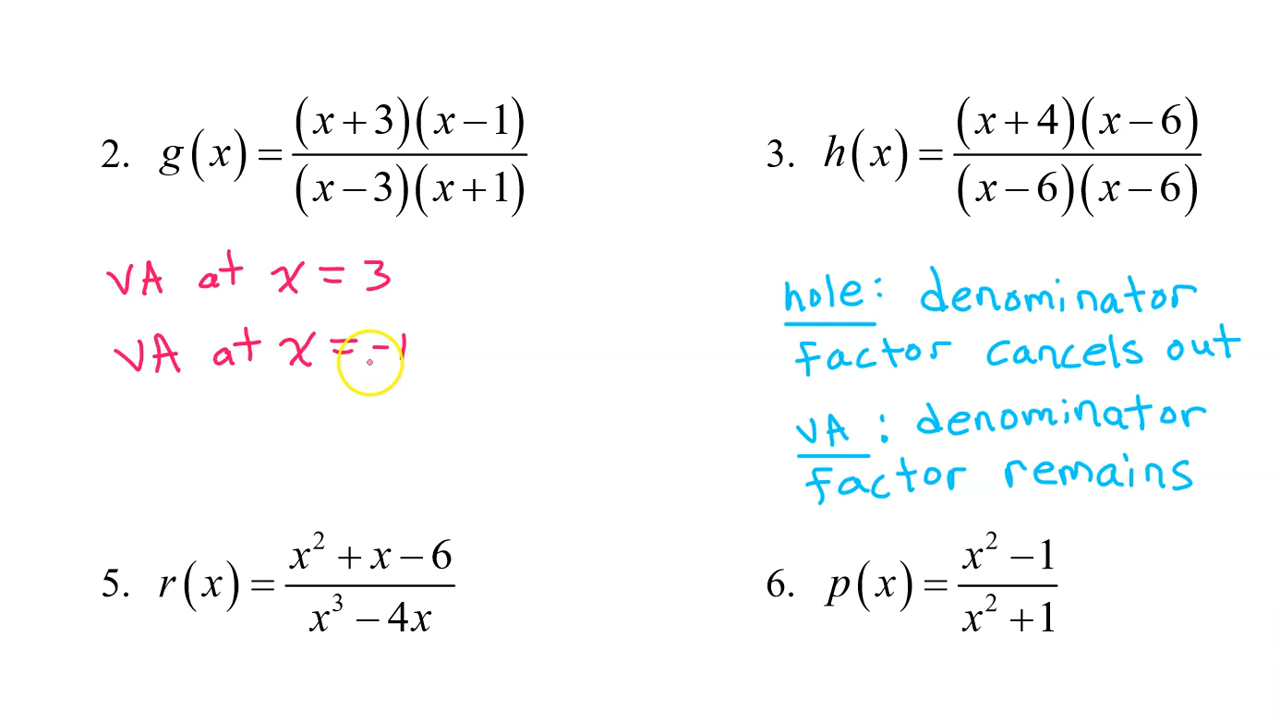 2. g(x) = (x+3)(x−1) / (x−3)(x+1)
VA at x = 3
VA at x = -1
3. h(x) = (x+4)(x−6) / (x−6)(x−6)
hole: denominator
factor cancels out
VA: denominator
factor remains
5. r(x) = x² + x − 6 / x³ − 4x
6. p(x) = x² − 1 / x² + 1